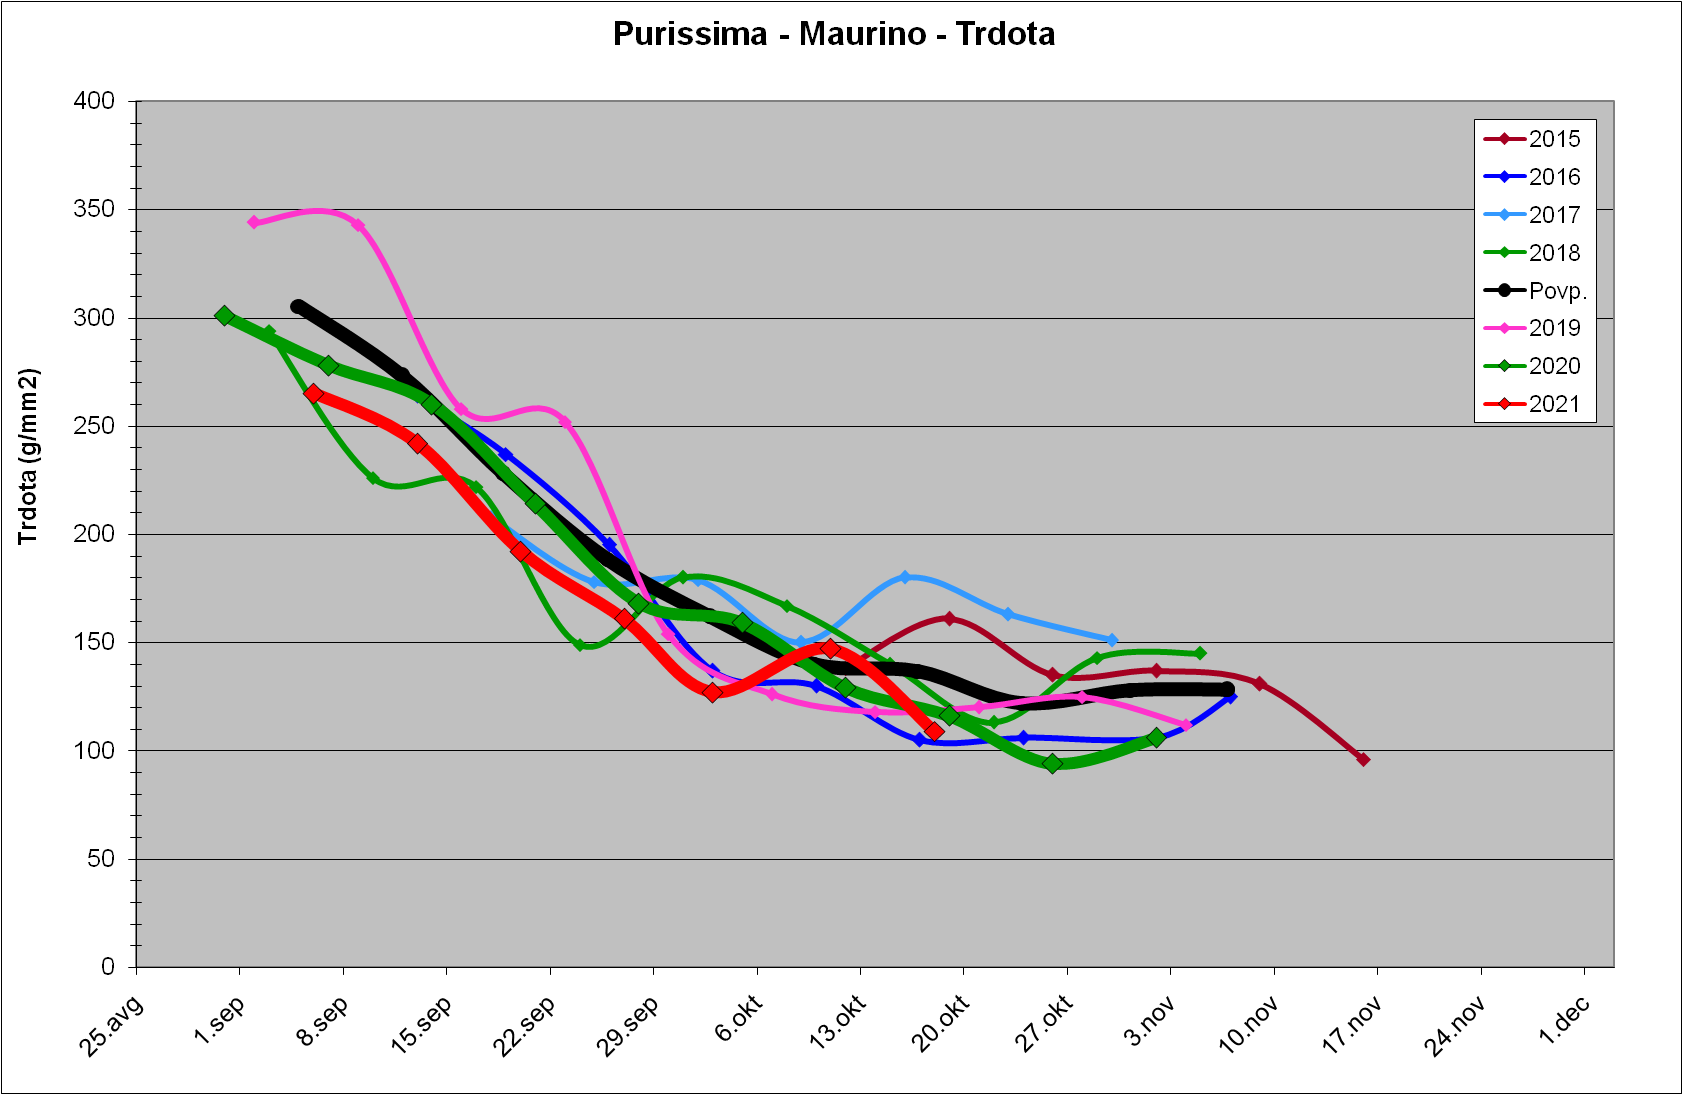 Purissima - Maurino - Trdota
Trdota (g/mm2)
400
350
300
250
200
150
100
50
0
25.avg
1.sep
8.sep
15.sep
22.sep
29.sep
6.okt
13.okt
20.okt
27.okt
3.nov
10.nov
17.nov
24.nov
1.dec
2015
2016
2017
2018
Povp.
2019
2020
2021